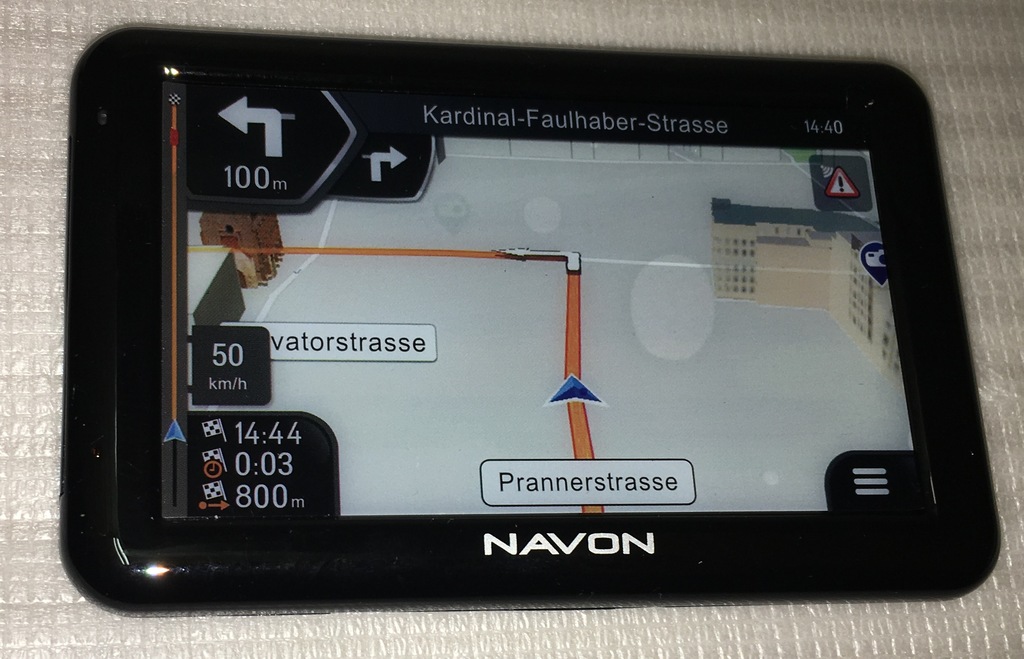 Kardinal-Faulhaber-Strasse
14:40
100m
vatorstrasse
50
km/h
14:44
0:03
800m
Prannerstrasse
NAVON